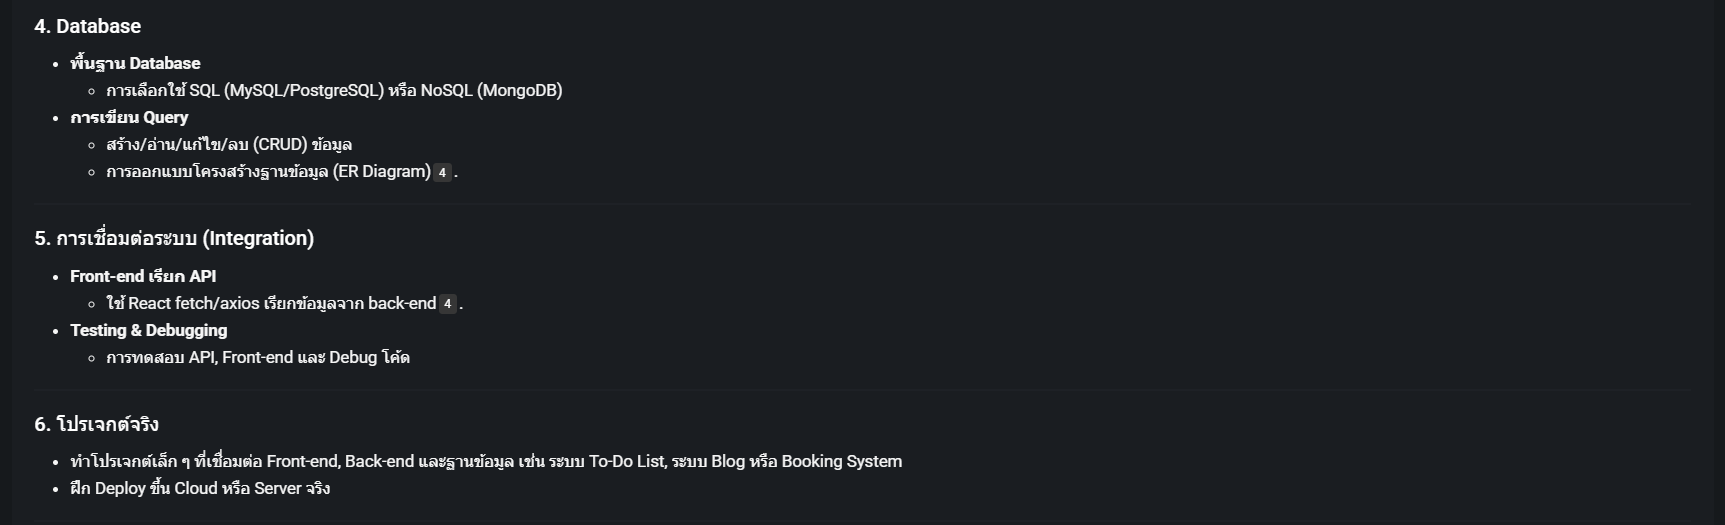 4. Database
• พื้นฐาน Database
◦ การเลือกใช้ SQL (MySQL/PostgreSQL) หรือ NoSQL (MongoDB)
• การเขียน Query
◦ สร้าง/อ่าน/แก้ไข/ลบ (CRUD) ข้อมูล
◦ การออกแบบโครงสร้างฐานข้อมูล (ER Diagram) 4 .
5. การเชื่อมต่อระบบ (Integration)
• Front-end เรียก API
◦ ใช้ React fetch/axios เรียกข้อมูลจาก back-end 4 .
• Testing & Debugging
◦ การทดสอบ API, Front-end และ Debug โค้ด
6. โปรเจกต์จริง
• ทำโปรเจกต์เล็ก ๆ ที่เชื่อมต่อ Front-end, Back-end และฐานข้อมูล เช่น ระบบ To-Do List, ระบบ Blog หรือ Booking System
• ฝึก Deploy ขึ้น Cloud หรือ Server จริง